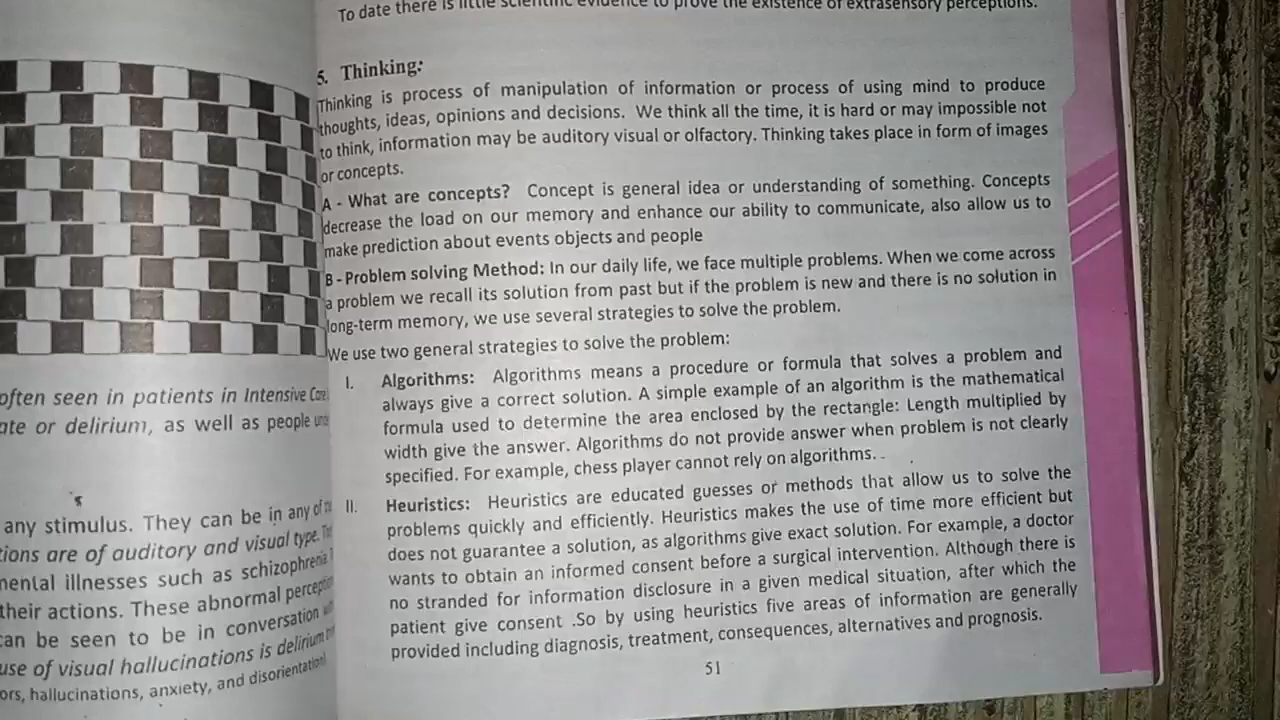 often seen in patients in Intensive Care
ate or delirium, as well as people
any stimulus. They can be in any of
tions are of auditory and visual type.
mental illnesses such as schizophrenia
their actions. These abnormal
can be seen to be in conversation
use of visual hallucinations is delirium
ors, hallucinations, anxiety, and disorientation
To date there is little scientific evidence to prove the existence of extrasensory perceptions.
5. Thinking:
Thinking is process of manipulation of information or process of using mind to produce
thoughts, ideas, opinions and decisions. We think all the time, it is hard or may impossible not
to think, information may be auditory visual or olfactory. Thinking takes place in form of images
or concepts.
A - What are concepts? Concept is general idea or understanding of something. Concepts
decrease the load on our memory and enhance our ability to communicate, also allow us to
make prediction about events objects and people
B - Problem solving Method: In our daily life, we face multiple problems. When we come across
a problem we recall its solution from past but if the problem is new and there is no solution in
long-term memory, we use several strategies to solve the problem.
We use two general strategies to solve the problem:
I. Algorithms: Algorithms means a procedure or formula that solves a problem and
always give a correct solution. A simple example of an algorithm is the mathematical
formula used to determine the area enclosed by the rectangle: Length multiplied by
width give the answer. Algorithms do not provide answer when problem is not clearly
specified. For example, chess player cannot rely on algorithms.
II. Heuristics: Heuristics are educated guesses or methods that allow us to solve the
problems quickly and efficiently. Heuristics makes the use of time more efficient but
does not guarantee a solution, as algorithms give exact solution. For example, a doctor
wants to obtain an informed consent before a surgical intervention. Although there is
no stranded for information disclosure in a given medical situation, after which the
patient give consent .So by using heuristics five areas of information are generally
provided including diagnosis, treatment, consequences, alternatives and prognosis.
51